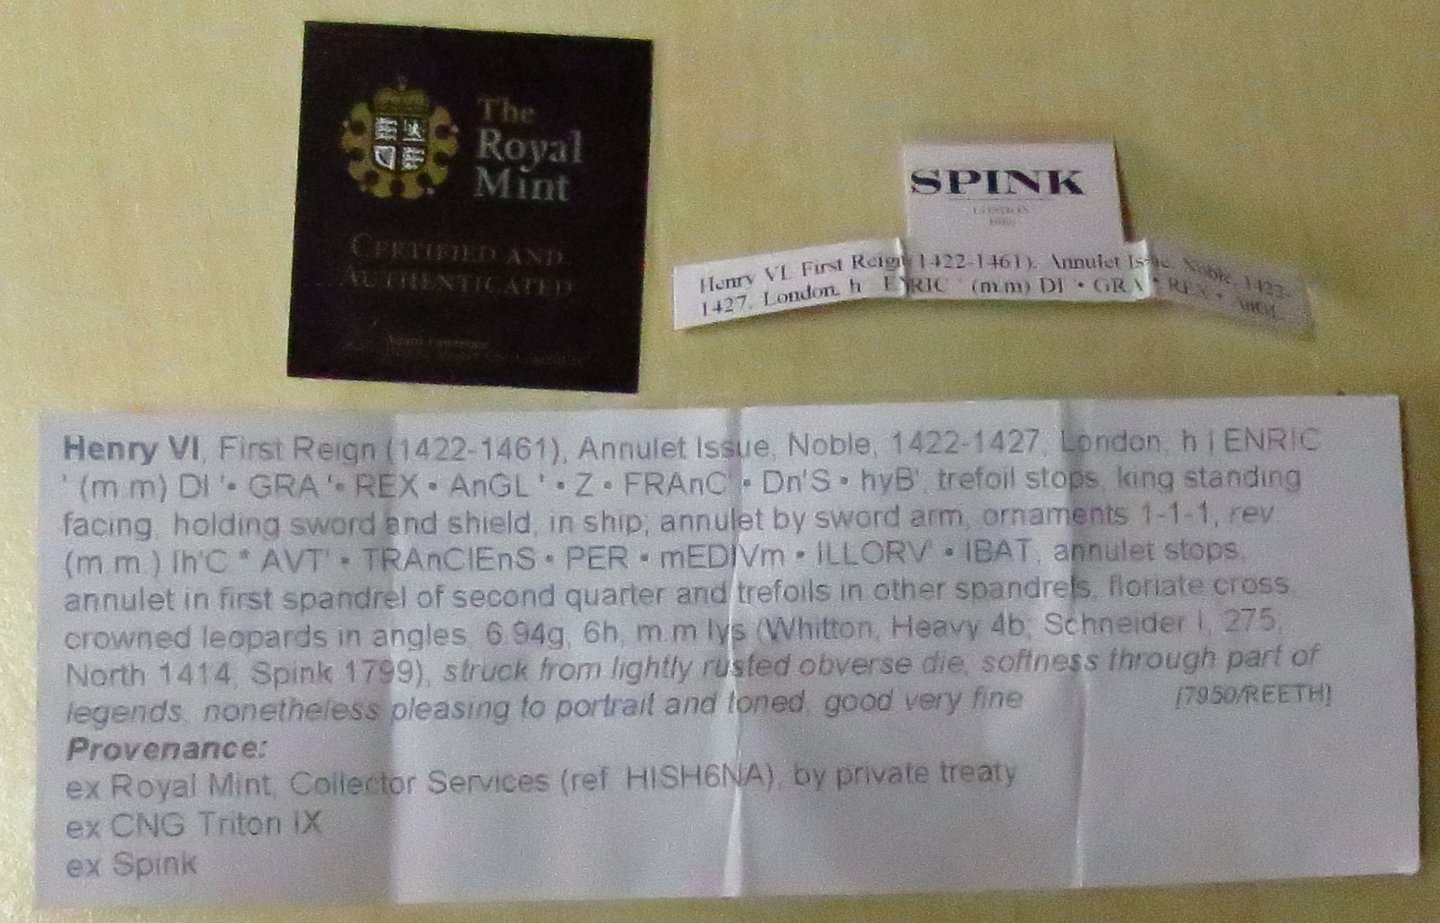 The
Royal
Mint
CERTIFIED AND
AUTHENTICATED
SPINK
LONDON
Henry VI. First Reign (1422-1461). Annulet Issue, Noble, 1422-
1427. London. h ENRIC ' (m.m) DI • GRA • REX • AnGL
Henry VI, First Reign (1422-1461), Annulet Issue, Noble, 1422-1427, London, h | ENRIC
' (m.m) DI '• GRA '• REX • AnGL ' • Z • FRAnC' • Dn'S • hyB', trefoil stops, king standing
facing, holding sword and shield, in ship; annulet by sword arm, ornaments 1-1-1, rev.
(m.m.) Ih'C * AVT' • TRAnCIEnS • PER • mEDIVm • ILLORV' • IBAT, annulet stops,
annulet in first spandrel of second quarter and trefoils in other spandrels, floriate cross,
crowned leopards in angles, 6.94g, 6h, m.m lys (Whitton, Heavy 4b; Schneider I, 275,
North 1414, Spink 1799), struck from lightly rusted obverse die, softness through part of
legends, nonetheless pleasing to portrait and toned, good very fine [7950/REETH]
Provenance:
ex Royal Mint, Collector Services (ref. HISH6NA), by private treaty
ex CNG Triton IX
ex Spink